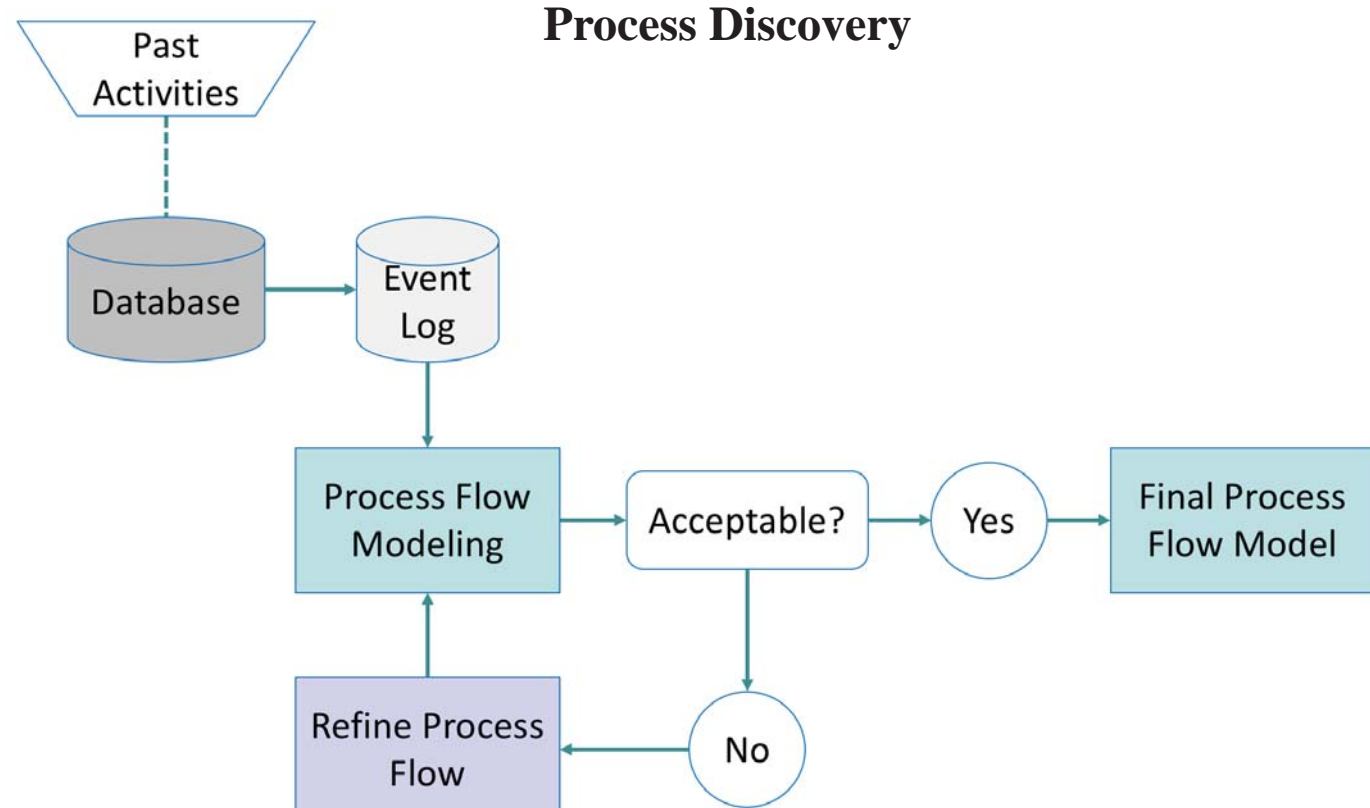 Process Discovery
Past
Activities
Database
Event
Log
Process Flow
Modeling
Acceptable?
Yes
Final Process
Flow Model
Refine Process
Flow
No